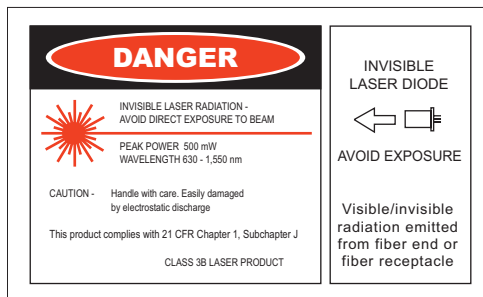 DANGER
INVISIBLE LASER RADIATION -
AVOID DIRECT EXPOSURE TO BEAM
PEAK POWER 500 mW
WAVELENGTH 630 - 1,550 nm
CAUTION - Handle with care. Easily damaged
by electrostatic discharge
This product complies with 21 CFR Chapter 1, Subchapter J
CLASS 3B LASER PRODUCT
INVISIBLE
LASER DIODE
AVOID EXPOSURE
Visible/invisible
radiation emitted
from fiber end or
fiber receptacle